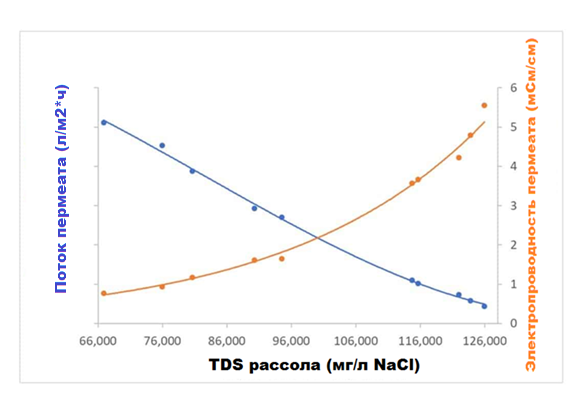 Поток пермеата (л/м2*ч)
6
5
4
3
2
1
0
Электропроводность пермеата (мСм/см)
66,000 76,000 86,000 96,000 106,000 116,000 126,000
TDS рассола (мг/л NaCl)